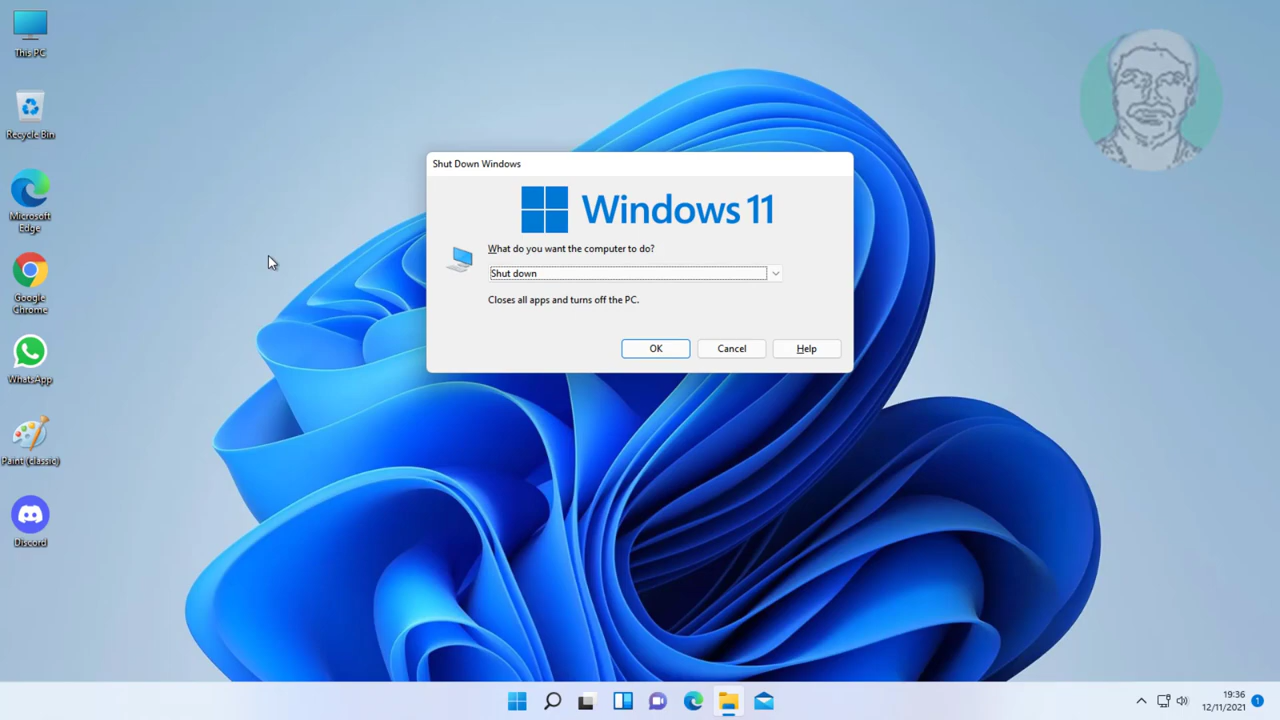 This PC
Recycle Bin
Microsoft
Edge
Google
Chrome
WhatsApp
Paint (classic)
Discord
Shut Down Windows
Windows 11
What do you want the computer to do?
Shut down
Closes all apps and turns off the PC.
OK
Cancel
Help
19:36
12/11/2021
1